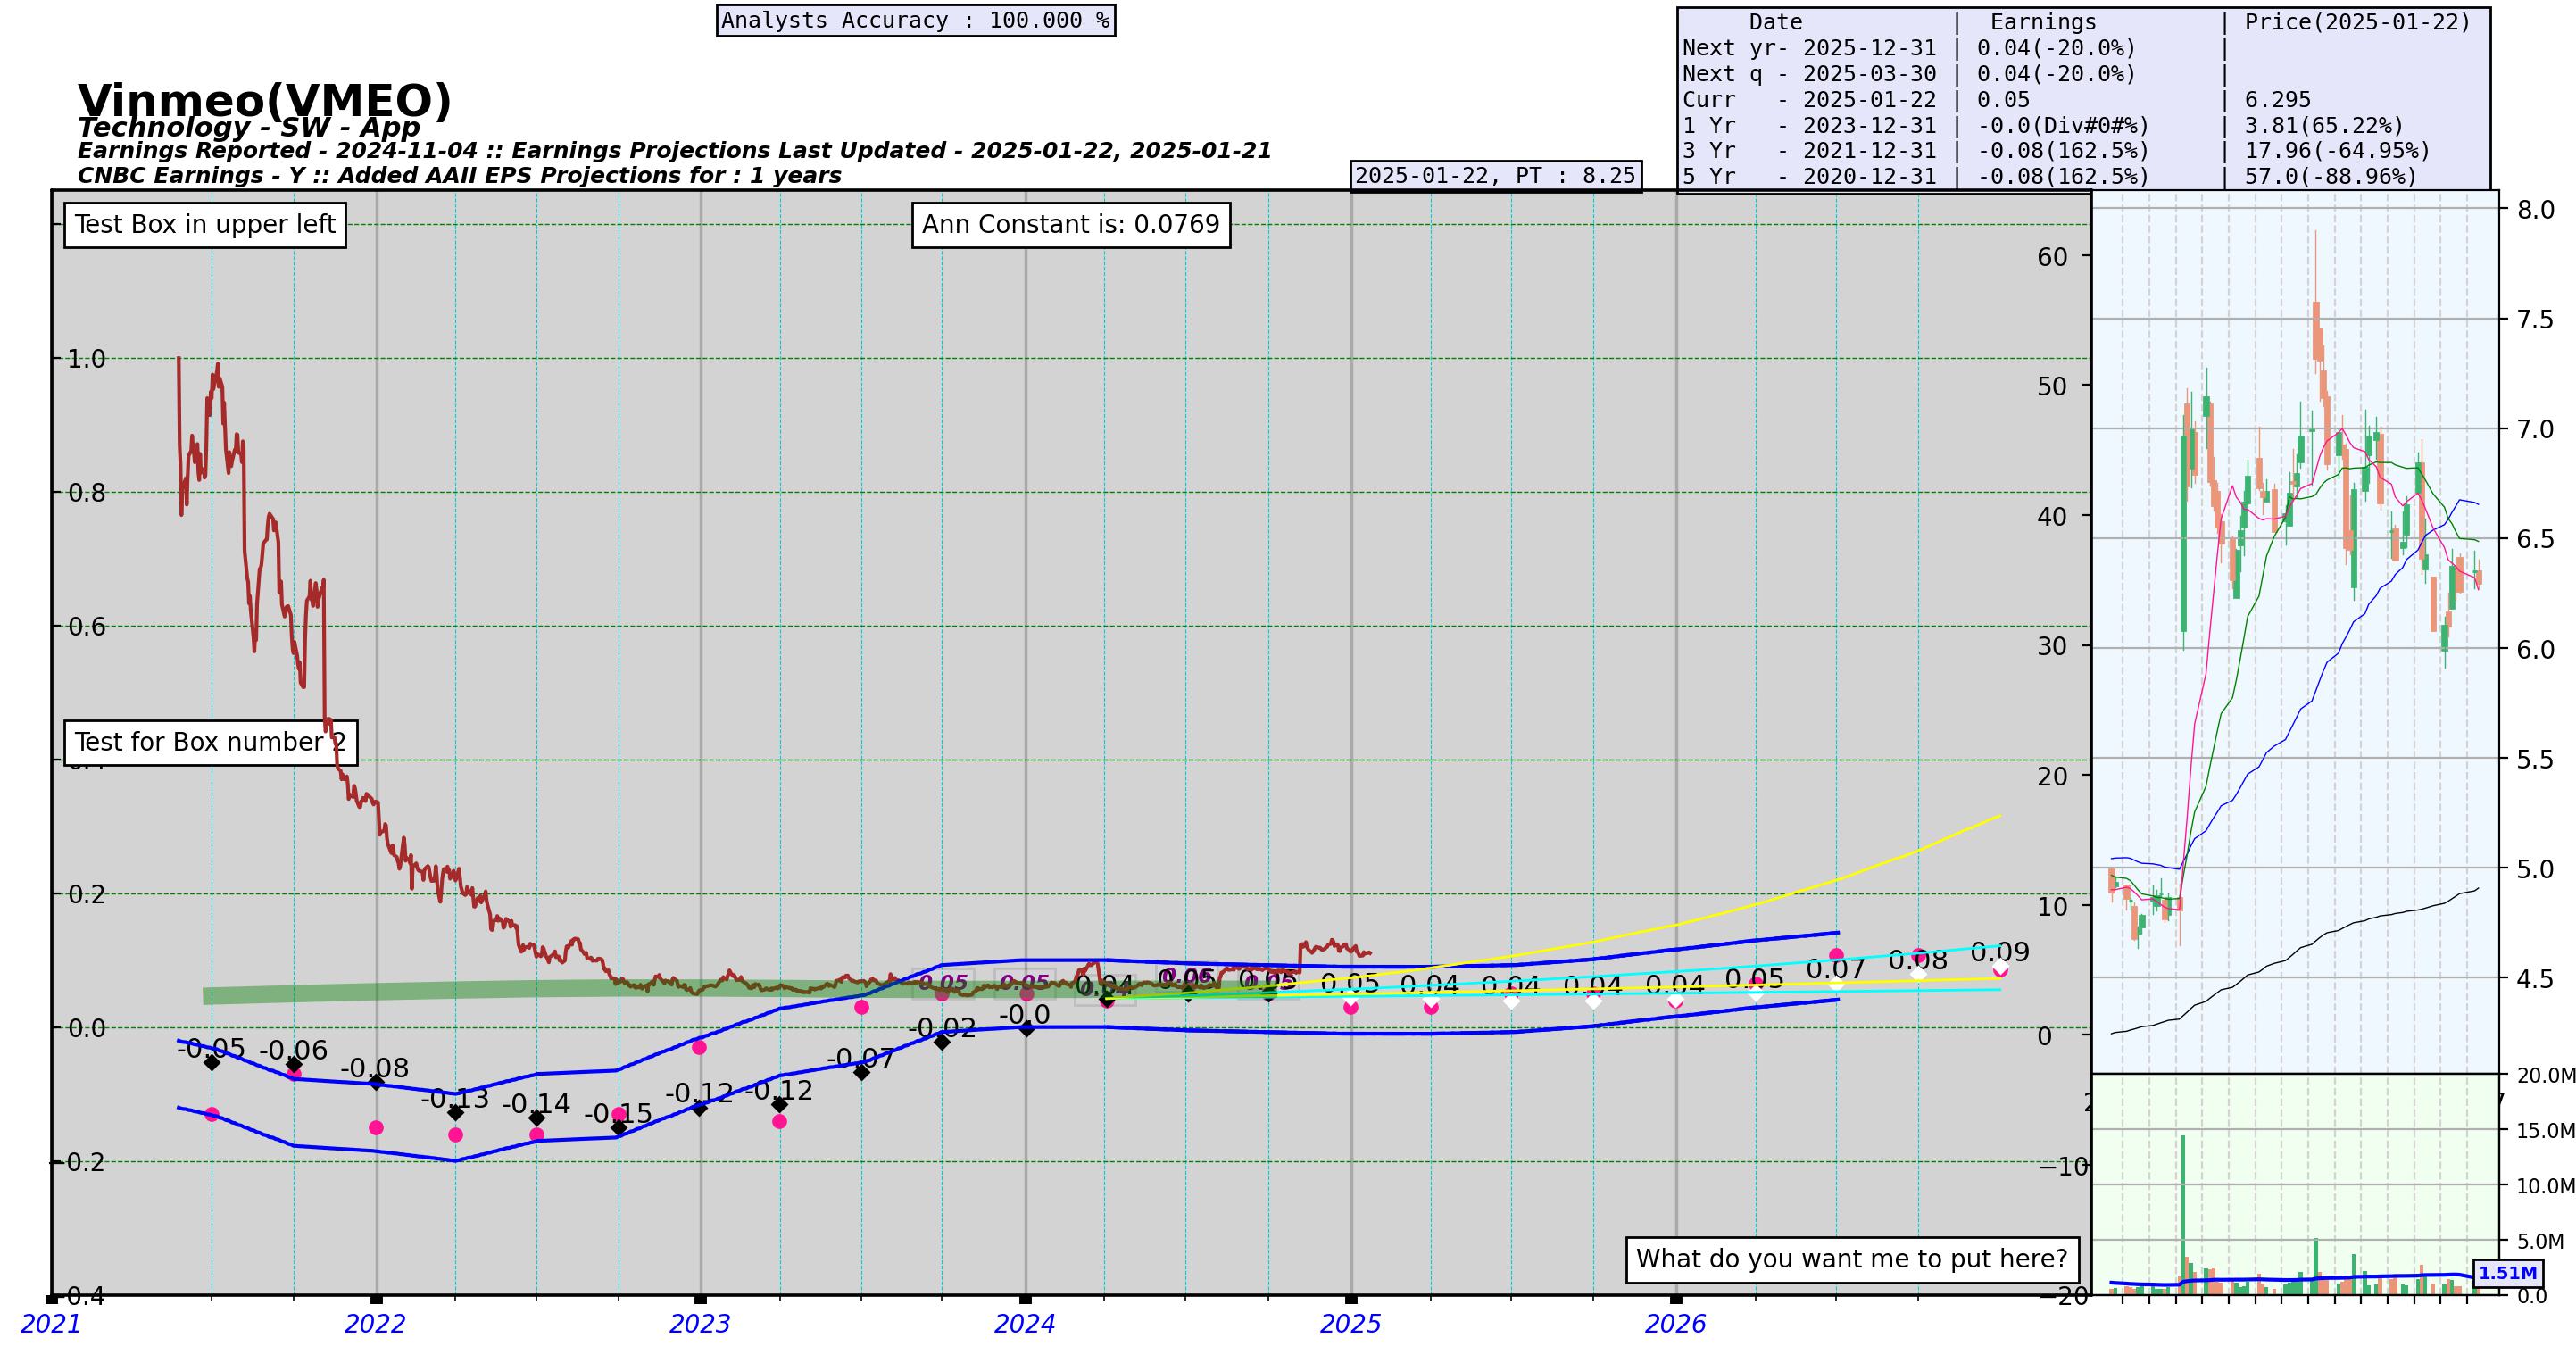 Analysts Accuracy : 100.000 %
Date | Earnings | Price(2025-01-22)
Next yr- 2025-12-31 | 0.04(-20.0%) |
Next q - 2025-03-30 | 0.04(-20.0%) |
Curr - 2025-01-22 | 0.05 | 6.295
1 Yr - 2023-12-31 | -0.0(Div#0#%) | 3.81(65.22%)
3 Yr - 2021-12-31 | -0.08(162.5%) | 17.96(-64.95%)
5 Yr - 2020-12-31 | -0.08(162.5%) | 57.0(-88.96%)
Vinmeo(VMEO)
Technology - SW - App
Earnings Reported - 2024-11-04 :: Earnings Projections Last Updated - 2025-01-22, 2025-01-21
CNBC Earnings - Y :: Added AAII EPS Projections for : 1 years
2025-01-22, PT : 8.25
Test Box in upper left
Ann Constant is: 0.0769
Test for Box number 2
What do you want me to put here?
1.0
0.8
0.6
0.2
0.0
−0.2
−0.4
60
50
40
30
20
10
0
−10
−20
8.0
7.5
7.0
6.5
6.0
5.5
5.0
4.5
20.0M
15.0M
10.0M
5.0M
1.51M
0.0
-0.05 -0.06 -0.08 -0.13 -0.14 -0.15 -0.12 -0.12 -0.07 -0.02 -0.0
0.05 0.05 0.04 0.06 0.05 0.05 0.04 0.04 0.04 0.04 0.05 0.07 0.08 0.09
2021 2022 2023 2024 2025 2026